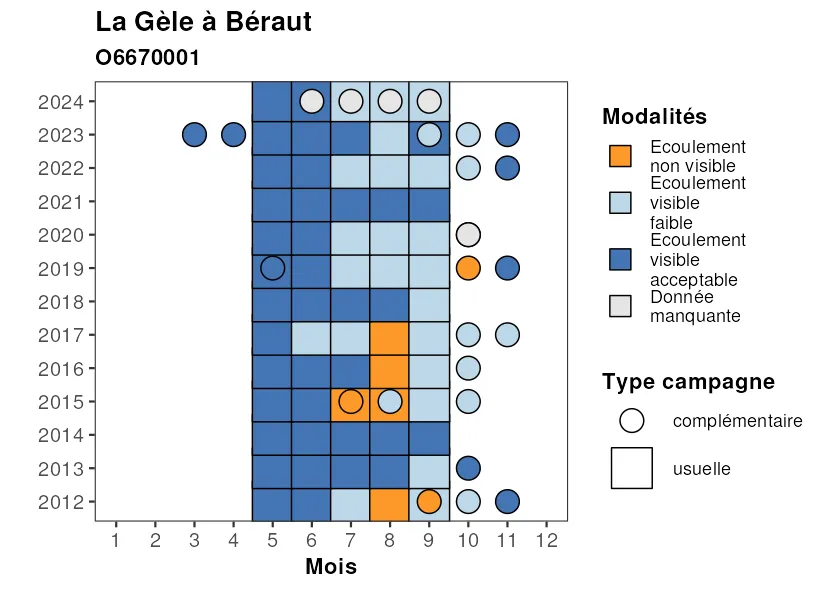 La Gèle à Béraut
O6670001
2024
2023
2022
2021
2020
2019
2018
2017
2016
2015
2014
2013
2012
1 2 3 4 5 6 7 8 9 10 11 12
Mois
Modalités
Ecoulement
non visible
Ecoulement
visible
faible
Ecoulement
visible
acceptable
Donnée
manquante
Type campagne
complémentaire
usuelle